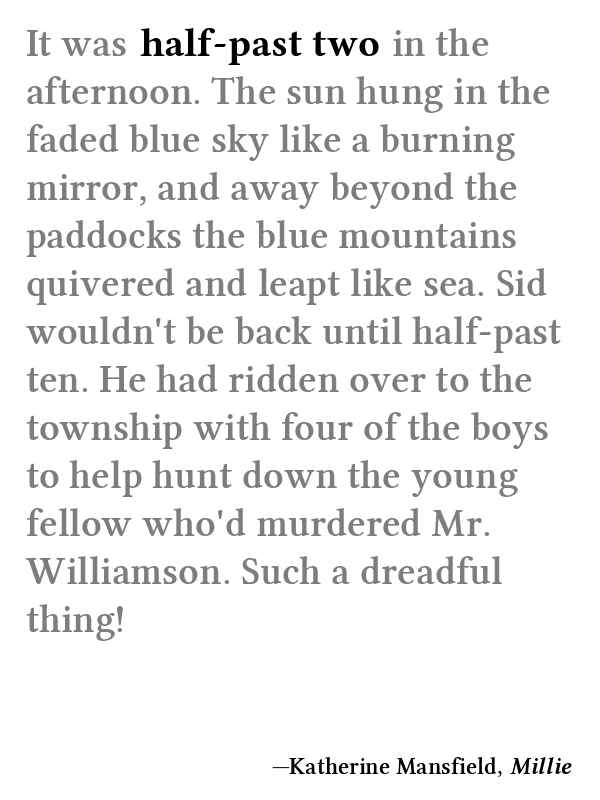 It was half-past two in the
afternoon. The sun hung in the
faded blue sky like a burning
mirror, and away beyond the
paddocks the blue mountains
quivered and leapt like sea. Sid
wouldn't be back until half-past
ten. He had ridden over to the
township with four of the boys
to help hunt down the young
fellow who'd murdered Mr.
Williamson. Such a dreadful
thing!
—Katherine Mansfield, Millie